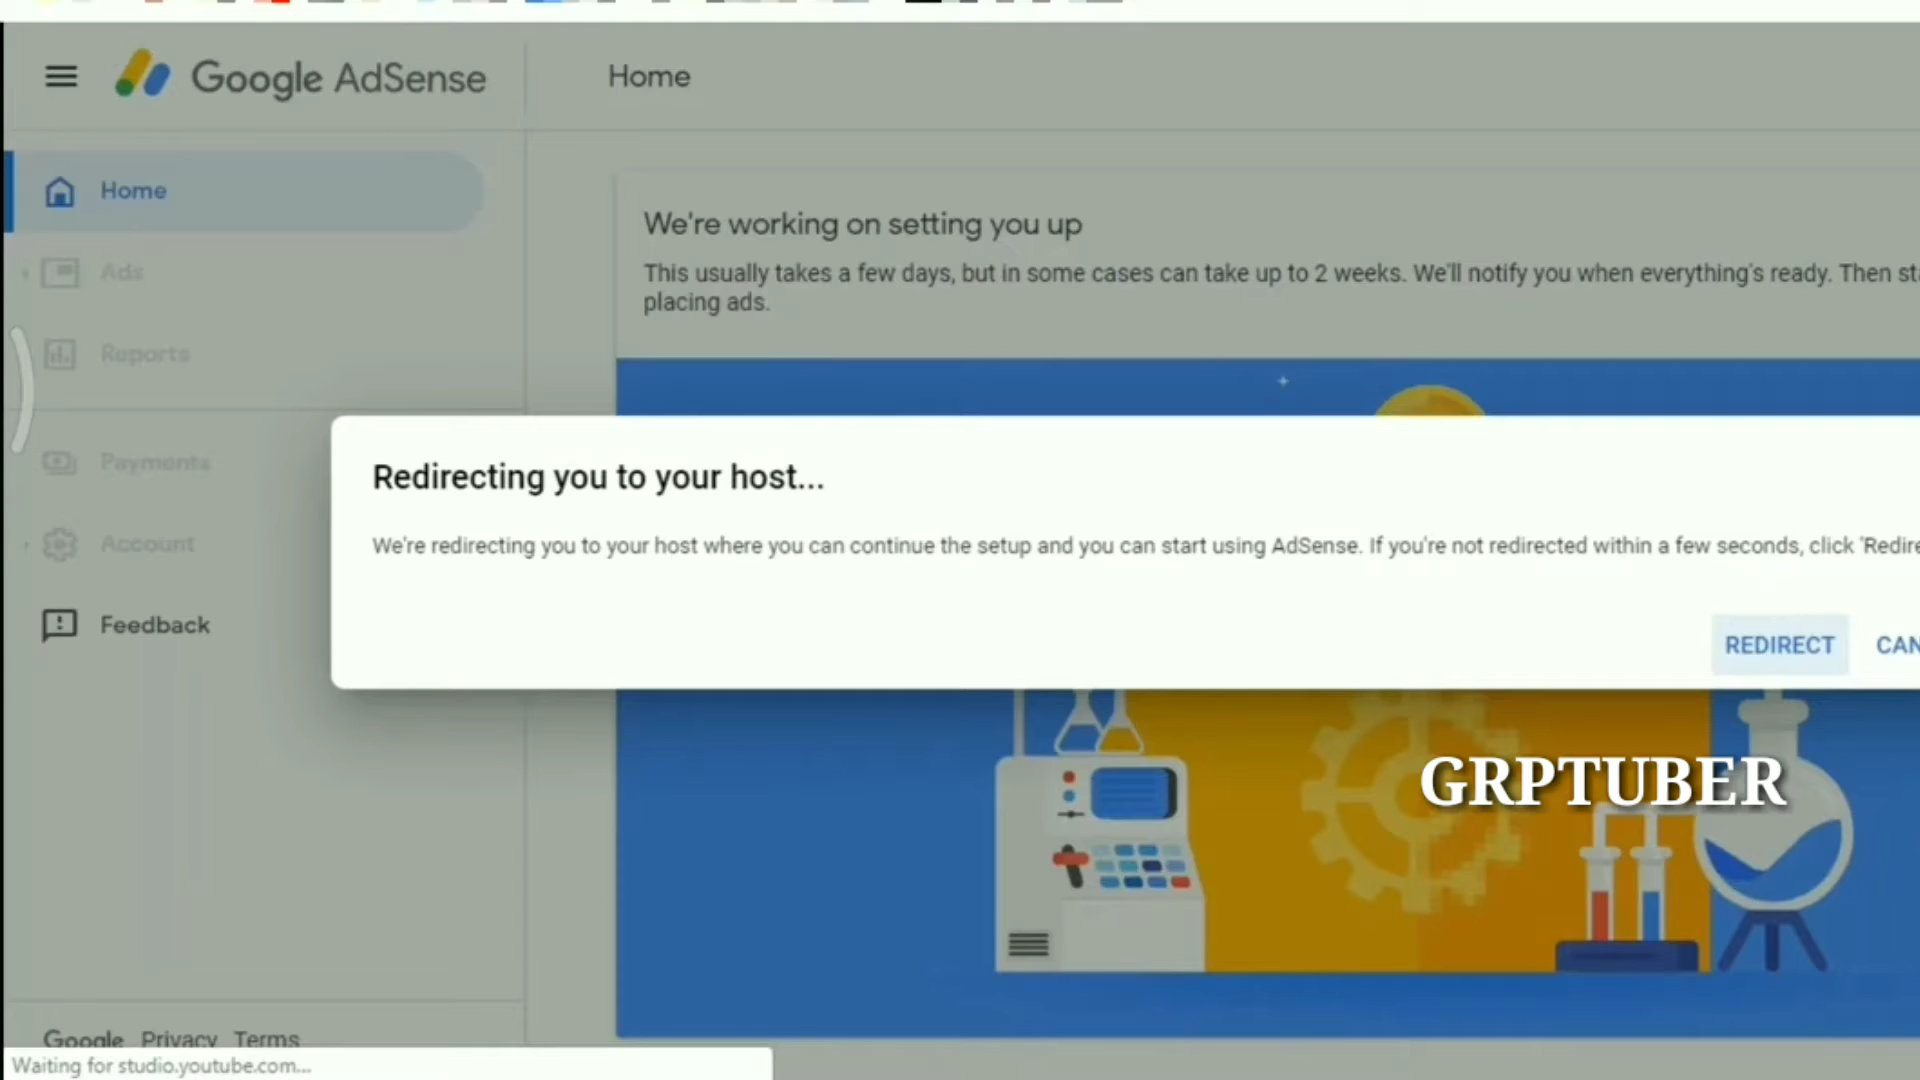 Google AdSense
Home
Home
Ads
Reports
Payments
Account
Feedback
We're working on setting you up
This usually takes a few days, but in some cases can take up to 2 weeks. We'll notify you when everything's ready. Then
placing ads.
Redirecting you to your host...
We're redirecting you to your host where you can continue the setup and you can start using AdSense. If you're not redirected within a few seconds, click
REDIRECT
GRPTUBER
Google Privacy Terms
Waiting for studio.youtube.com...